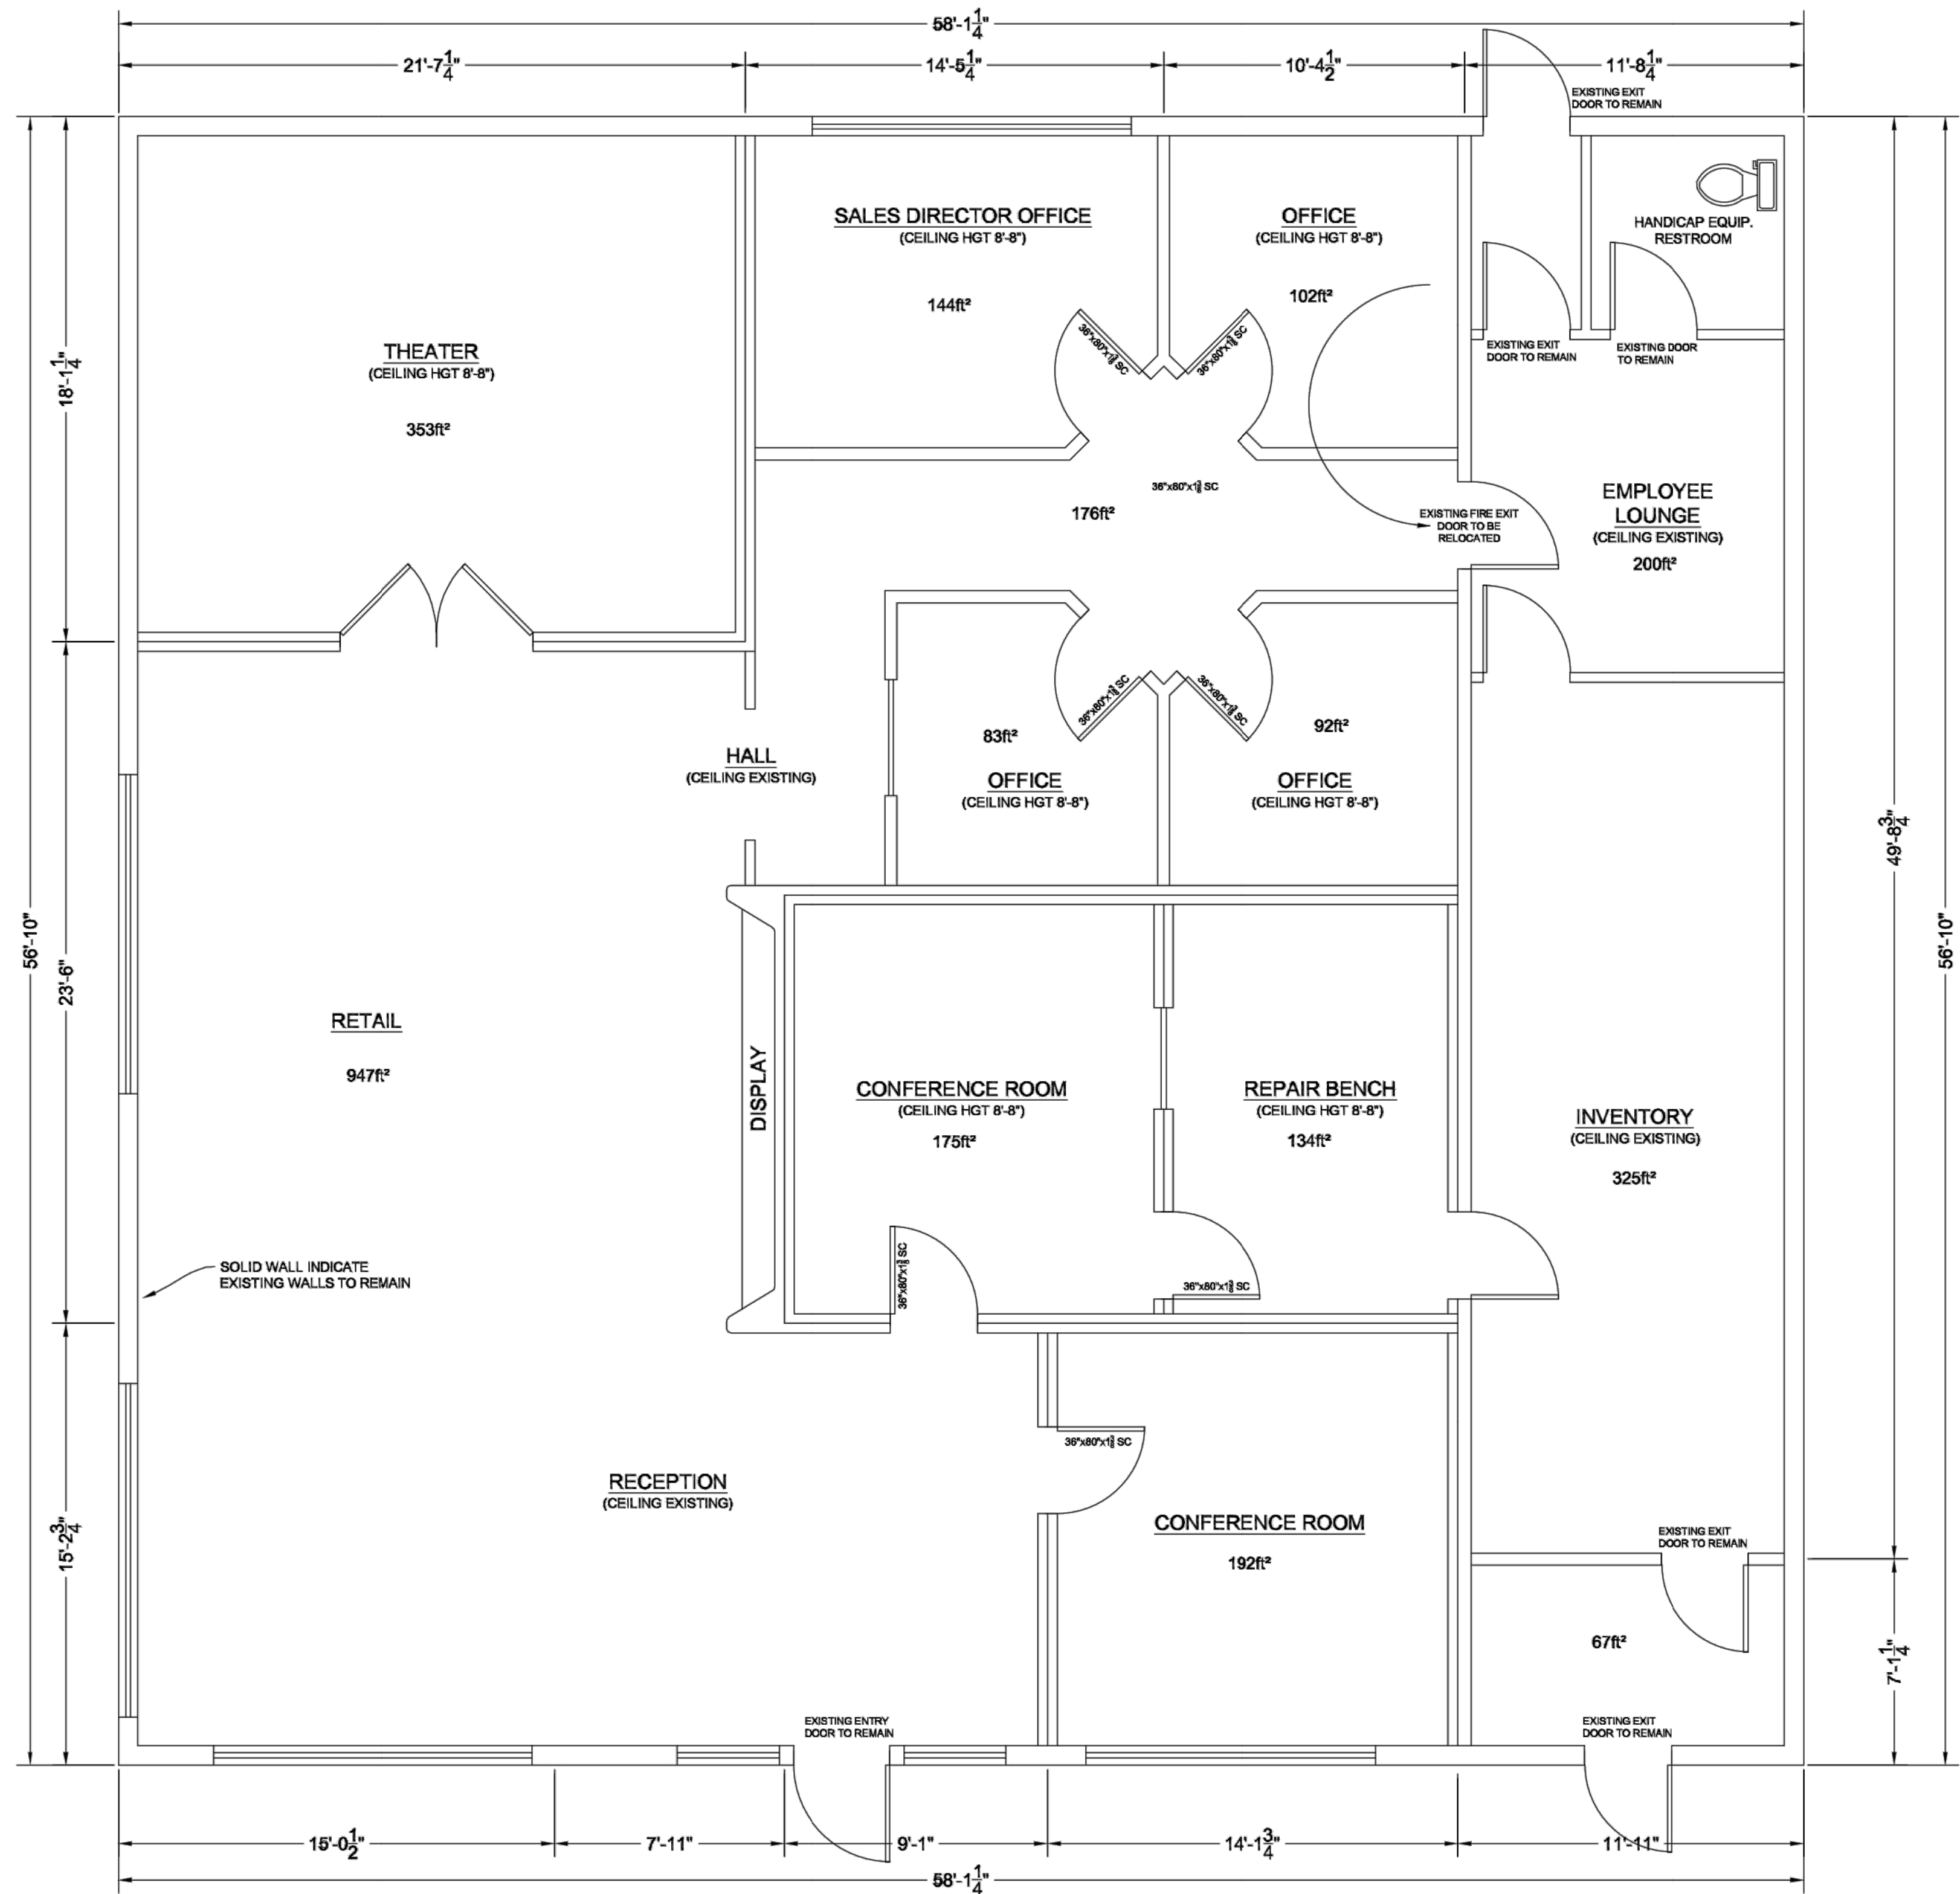 58'-1 1/4"
21'-7 1/4"
14'-5 1/4"
10'-4 1/2"
11'-8 1/4"
EXISTING EXIT
DOOR TO REMAIN
SALES DIRECTOR OFFICE
(CEILING HGT 8'-8")
144ft²
OFFICE
(CEILING HGT 8'-8")
102ft²
HANDICAP EQUIP.
RESTROOM
36"x80"x1 3/8 SC
36"x80"x1 3/8 SC
EXISTING EXIT
DOOR TO REMAIN
EXISTING DOOR
TO REMAIN
THEATER
(CEILING HGT 8'-8")
353ft²
18'-1 1/4"
36"x80"x1 3/8 SC
176ft²
EXISTING FIRE EXIT
DOOR TO BE
RELOCATED
EMPLOYEE
LOUNGE
(CEILING EXISTING)
200ft²
36"x80"x1 3/8 SC
36"x80"x1 3/8 SC
83ft²
OFFICE
(CEILING HGT 8'-8")
92ft²
OFFICE
(CEILING HGT 8'-8")
HALL
(CEILING EXISTING)
49'-8 3/4"
56'-10"
23'-6"
56'-10"
RETAIL
947ft²
DISPLAY
CONFERENCE ROOM
(CEILING HGT 8'-8")
175ft²
REPAIR BENCH
(CEILING HGT 8'-8")
134ft²
INVENTORY
(CEILING EXISTING)
325ft²
SOLID WALL INDICATE
EXISTING WALLS TO REMAIN
36"x80"x1 3/8 SC
36"x80"x1 3/8 SC
36"x80"x1 3/8 SC
RECEPTION
(CEILING EXISTING)
CONFERENCE ROOM
192ft²
15'-2 3/4"
EXISTING EXIT
DOOR TO REMAIN
67ft²
7'-1 1/4"
EXISTING ENTRY
DOOR TO REMAIN
EXISTING EXIT
DOOR TO REMAIN
15'-0 1/2"
7'-11"
9'-1"
14'-1 3/4"
11'-11"
58'-1 1/4"